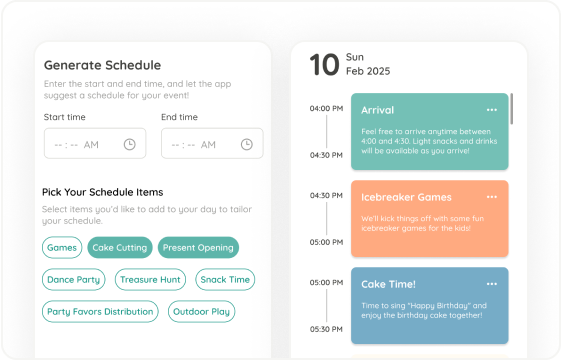 Generate Schedule
Enter the start and end time, and let the app
suggest a schedule for your event!
Start time
End time
-- : -- AM
-- : -- AM
Pick Your Schedule Items
Select items you'd like to add to your day to tailor
your schedule.
Games
Cake Cutting
Present Opening
Dance Party
Treasure Hunt
Snack Time
Party Favors Distribution
Outdoor Play
10
Sun
Feb 2025
04:00 PM
Arrival
Feel free to arrive anytime between
4:00 and 4:30. Light snacks and drinks
will be available as you arrive!
04:30 PM
04:30 PM
Icebreaker Games
We'll kick things off with some fun
icebreaker games for the kids!
05:00 PM
05:00 PM
Cake Time!
Time to sing "Happy Birthday" and
enjoy the birthday cake together!
05:30 PM